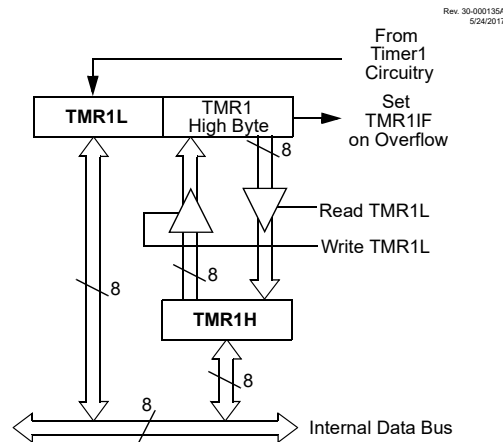 Rev. 30-000135A
5/24/2017
From
Timer1
Circuitry
TMR1L
TMR1
High Byte
Set
TMR1IF
on Overflow
8
Read TMR1L
Write TMR1L
8
8
TMR1H
8
8
Internal Data Bus